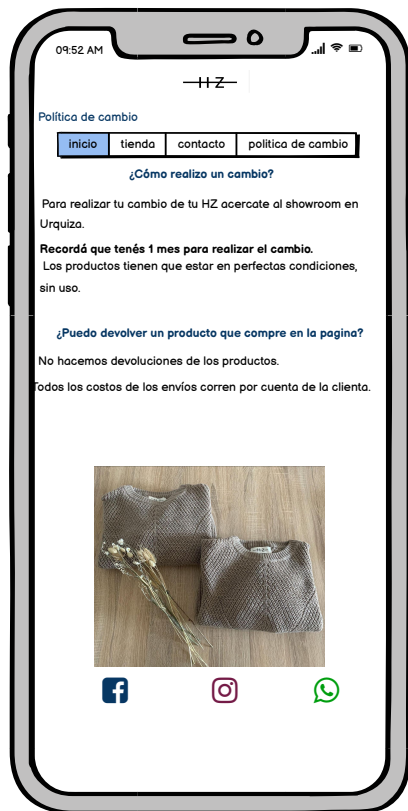 09:52 AM
HZ
Política de cambio
inicio tienda contacto politica de cambio
¿Cómo realizo un cambio?
Para realizar tu cambio de tu HZ acercate al showroom en
Urquiza.
Recordá que tenés 1 mes para realizar el cambio.
Los productos tienen que estar en perfectas condiciones,
sin uso.
¿Puedo devolver un producto que compre en la pagina?
No hacemos devoluciones de los productos.
Todos los costos de los envíos corren por cuenta de la clienta.